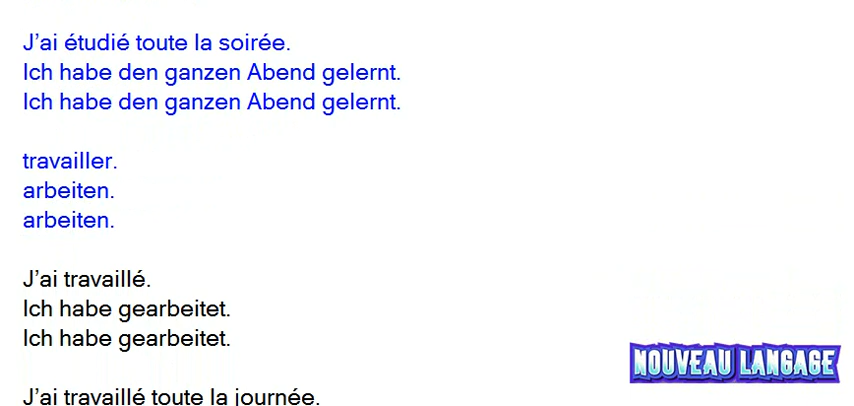 J’ai étudié toute la soirée.
Ich habe den ganzen Abend gelernt.
Ich habe den ganzen Abend gelernt.
travailler.
arbeiten.
arbeiten.
J’ai travaillé.
Ich habe gearbeitet.
Ich habe gearbeitet.
NOUVEAU LANGAGE
J’ai travaillé toute la journée.